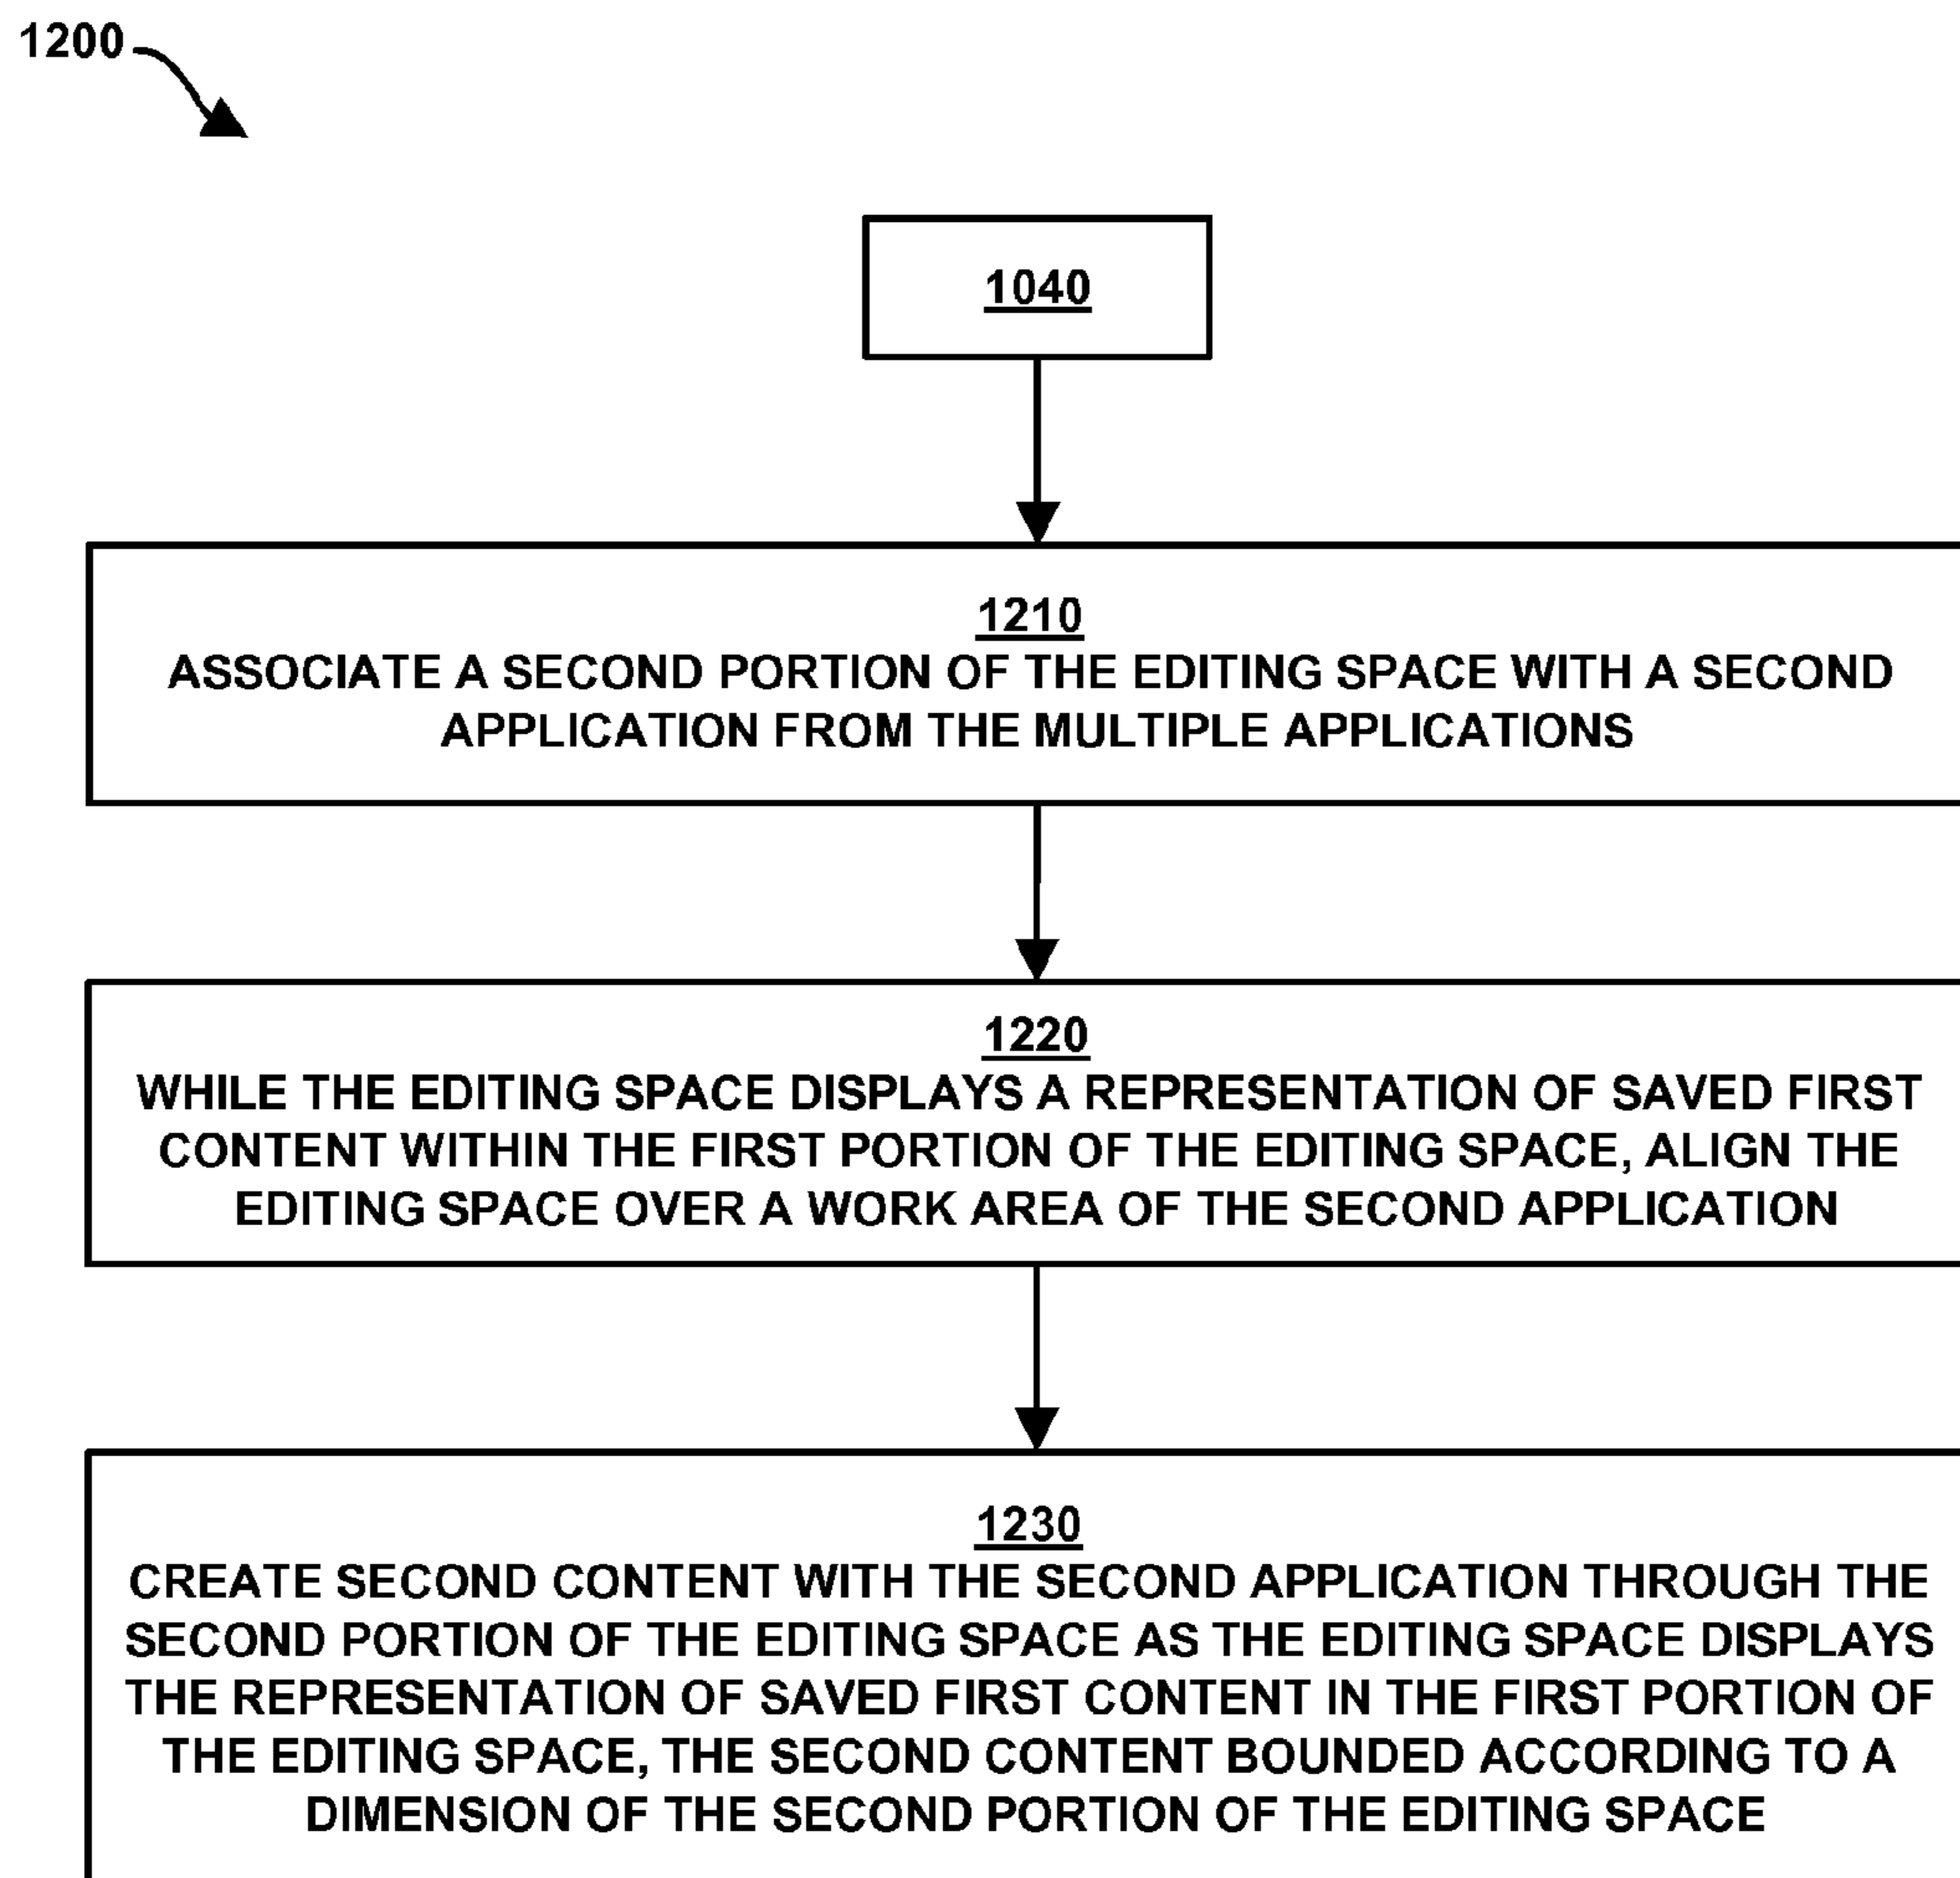 1200
1040
1210
ASSOCIATE A SECOND PORTION OF THE EDITING SPACE WITH A SECOND
APPLICATION FROM THE MULTIPLE APPLICATIONS
1220
WHILE THE EDITING SPACE DISPLAYS A REPRESENTATION OF SAVED FIRST
CONTENT WITHIN THE FIRST PORTION OF THE EDITING SPACE, ALIGN THE
EDITING SPACE OVER A WORK AREA OF THE SECOND APPLICATION
1230
CREATE SECOND CONTENT WITH THE SECOND APPLICATION THROUGH THE
SECOND PORTION OF THE EDITING SPACE AS THE EDITING SPACE DISPLAYS
THE REPRESENTATION OF SAVED FIRST CONTENT IN THE FIRST PORTION OF
THE EDITING SPACE, THE SECOND CONTENT BOUNDED ACCORDING TO A
DIMENSION OF THE SECOND PORTION OF THE EDITING SPACE